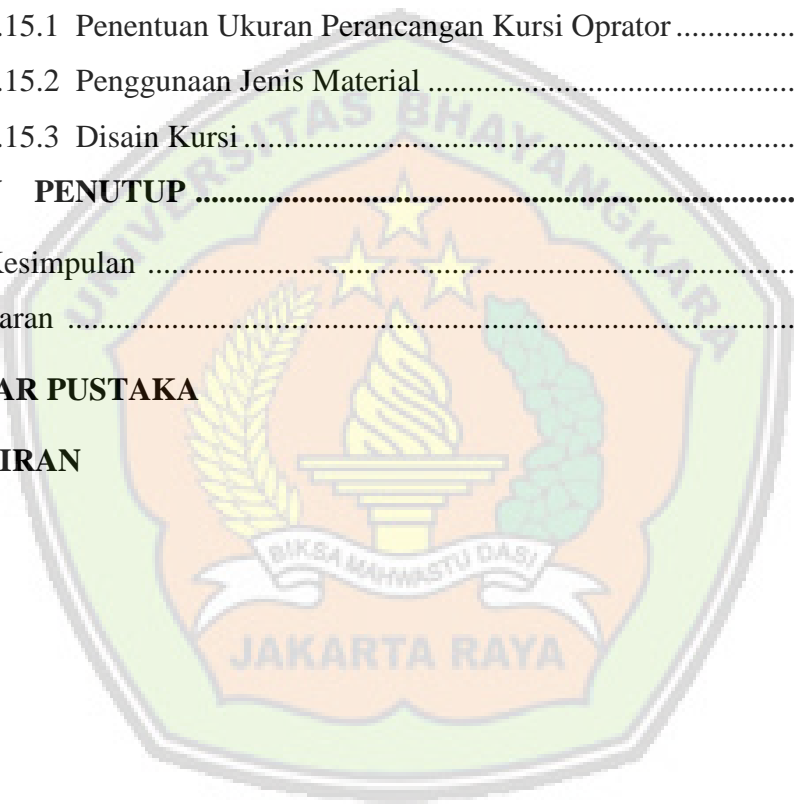 .15.1 Penentuan Ukuran Perancangan Kursi Oprator ...............
.15.2 Penggunaan Jenis Material ...............................................
.15.3 Disain Kursi ......................................................................
PENUTUP ............................................................................
esimpulan ..................................................................................
aran ............................................................................................
AR PUSTAKA
IRAN
UNIVERSITAS BHAYANGKARA
BIKSA MAHWASTU DASI
JAKARTA RAYA